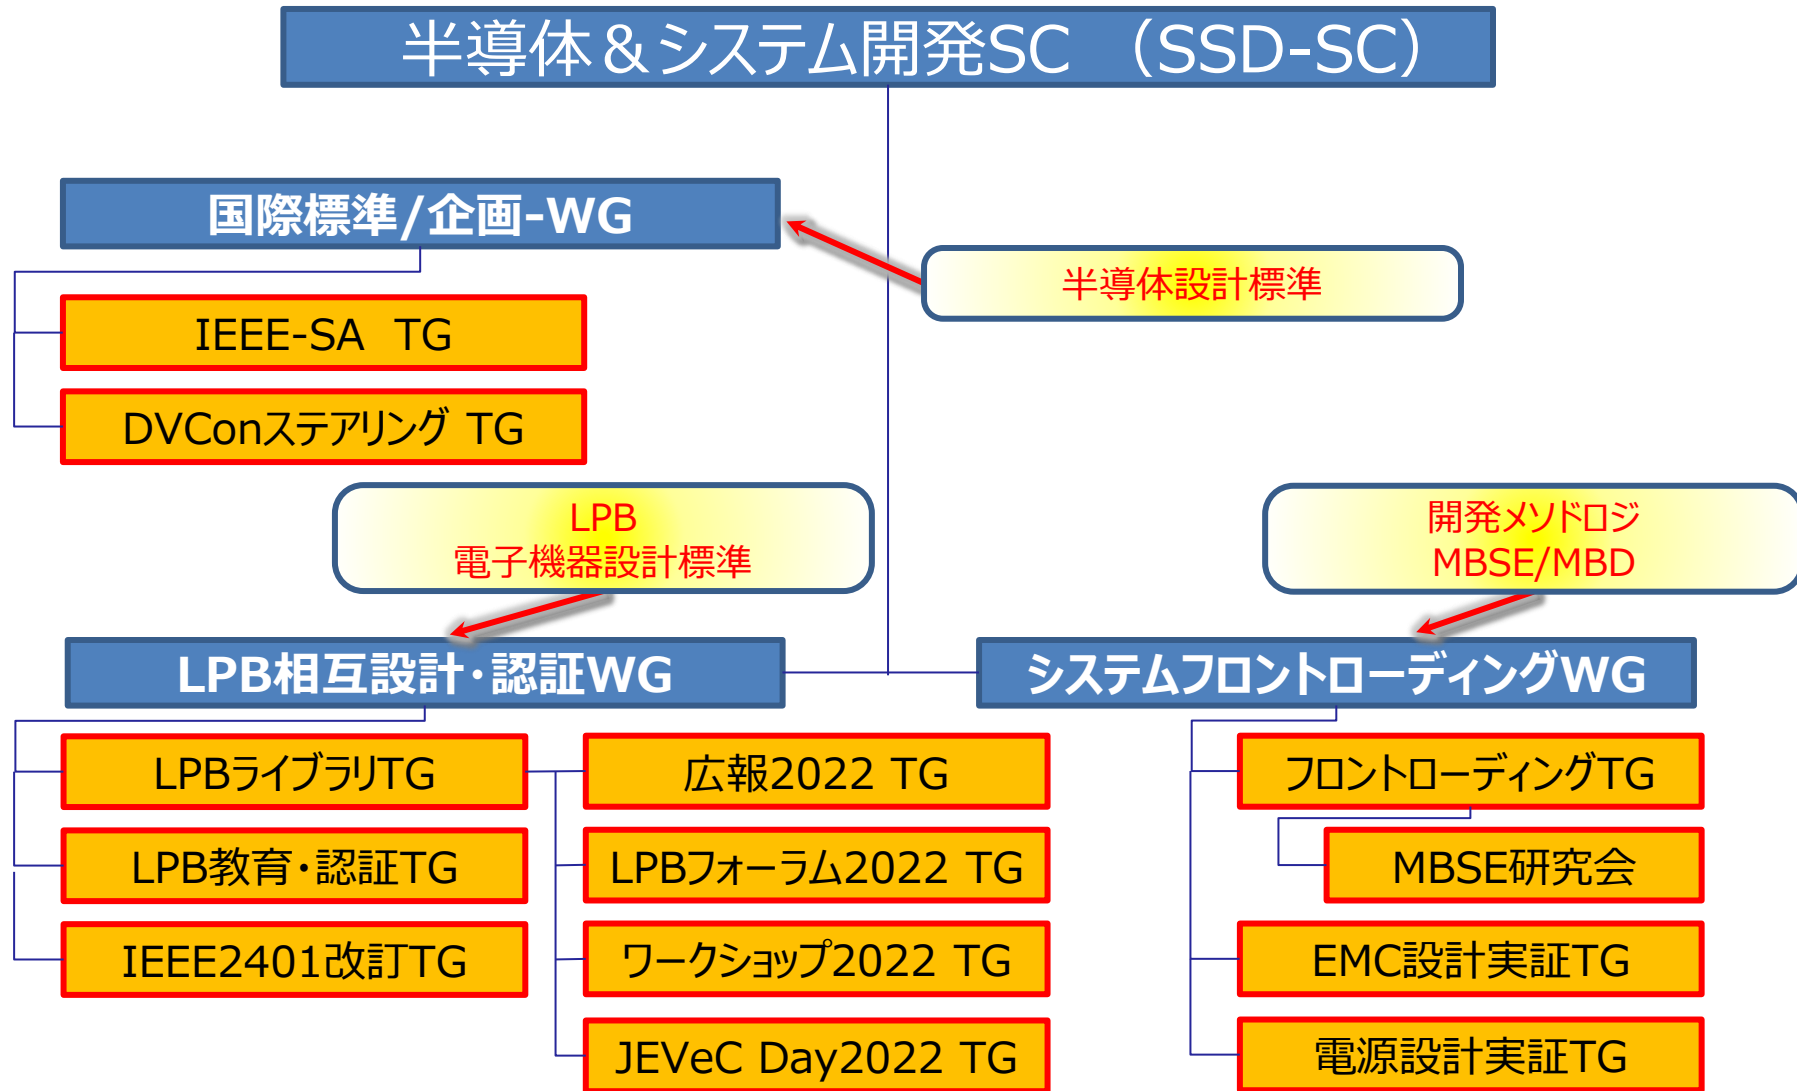 半導体＆システム開発SC （SSD-SC）
国際標準/企画-WG
半導体設計標準
IEEE-SA TG
DVConステアリング TG
LPB
電子機器設計標準
開発メソドロジ
MBSE/MBD
LPB相互設計・認証WG
システムフロントローディングWG
LPBライブラリTG
広報2022 TG
フロントローディングTG
LPB教育・認証TG
LPBフォーラム2022 TG
MBSE研究会
IEEE2401改訂TG
ワークショップ2022 TG
EMC設計実証TG
JEVeC Day2022 TG
電源設計実証TG